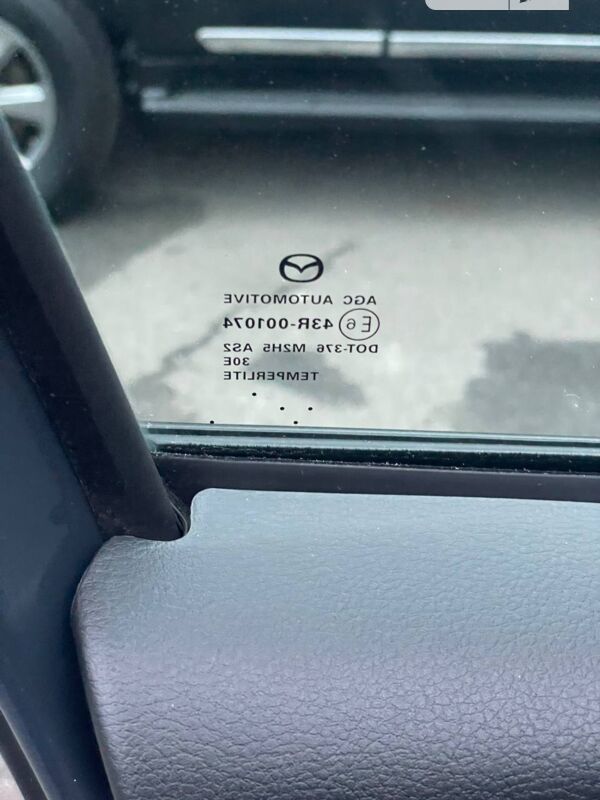 AGC AUTOMOTIVE
E6 43R-001074
DOT-376 M2H5 AS2
30E
TEMPERLITE